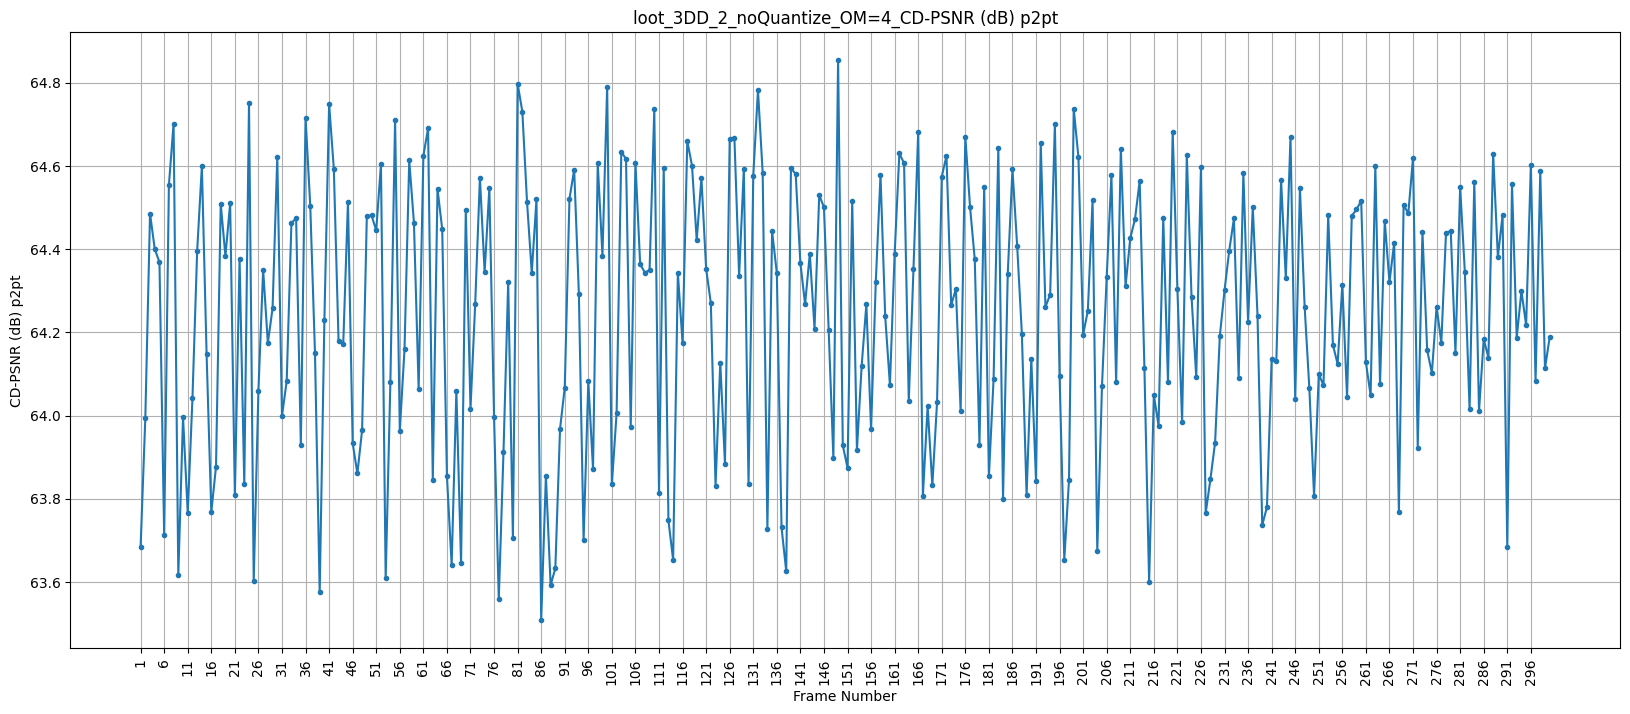 loot_3DD_2_noQuantize_OM=4_CD-PSNR (dB) p2pt
CD-PSNR (dB) p2pt
64.8
64.6
64.4
64.2
64.0
63.8
63.6
1 6 11 16 21 26 31 36 41 46 51 56 61 66 71 76 81 86 91 96 101 106 111 116 121 126 131 136 141 146 151 156 161 166 171 176 181 186 191 196 201 206 211 216 221 226 231 236 241 246 251 256 261 266 271 276 281 286 291 296
Frame Number